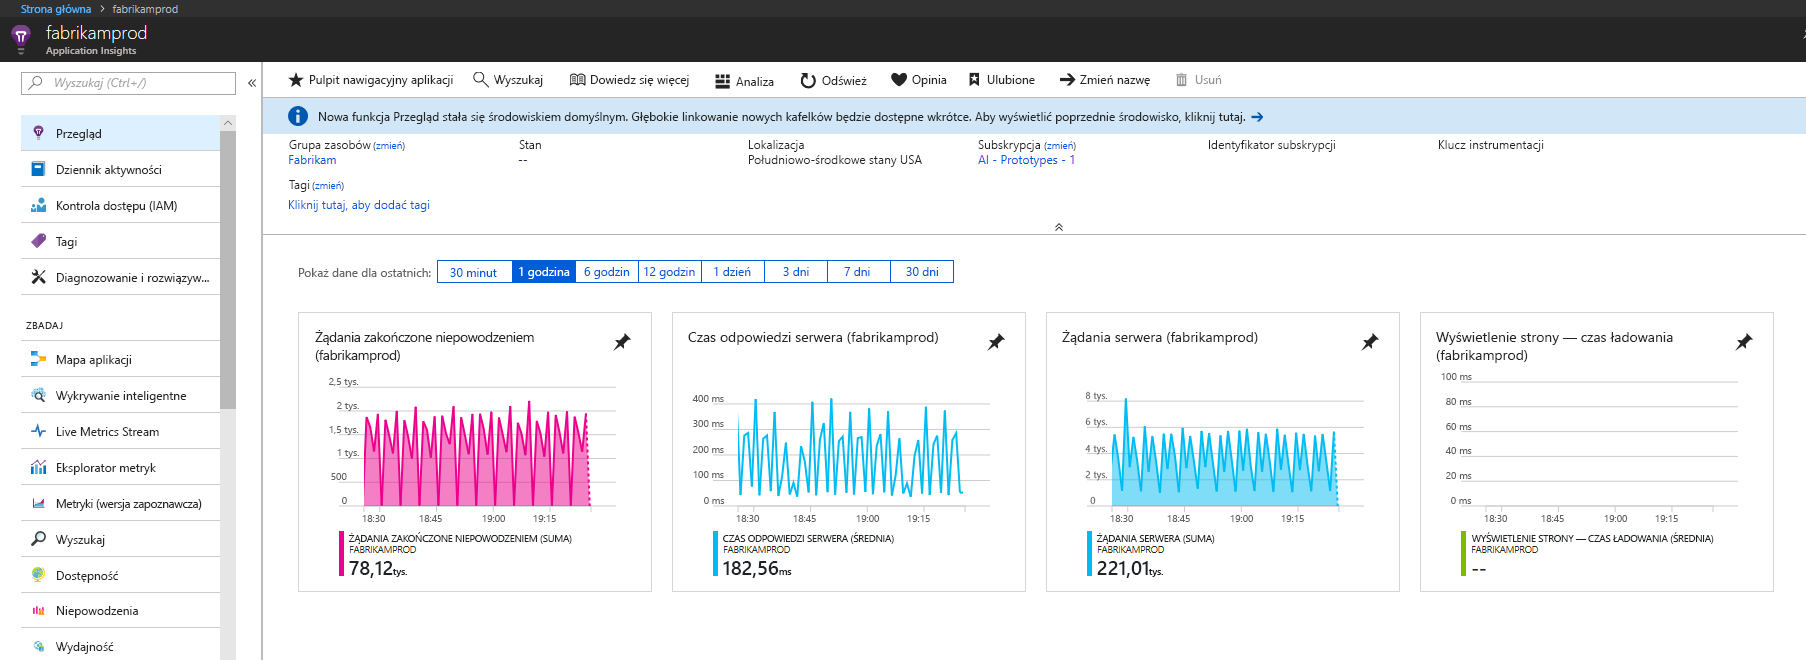 Strona główna > fabrikamprod
fabrikamprod
Application Insights
Wyszukaj (Ctrl+/)
Przegląd
Dziennik aktywności
Kontrola dostępu (IAM)
Tagi
Diagnozowanie i rozwiązyw...
ZBADAJ
Mapa aplikacji
Wykrywanie inteligentne
Live Metrics Stream
Eksplorator metryk
Metryki (wersja zapoznawcza)
Wyszukaj
Dostępność
Niepowodzenia
Wydajność
Pulpit nawigacyjny aplikacji Wyszukaj Dowiedz się więcej Analiza Odśwież Opinia Ulubione Zmień nazwę Usuń
Nowa funkcja Przegląd stała się środowiskiem domyślnym. Głębokie linkowanie nowych kafelków będzie dostępne wkrótce. Aby wyświetlić poprzednie środowisko, kliknij tutaj.
Grupa zasobów (zmień) Stan Lokalizacja Subskrypcja (zmień) Identyfikator subskrypcji Klucz instrumentacji
Fabrikam -- Południowo-środkowe stany USA AI - Prototypes - 1
Tagi (zmień)
Kliknij tutaj, aby dodać tagi
Pokaż dane dla ostatnich: 30 minut 1 godzina 6 godzin 12 godzin 1 dzień 3 dni 7 dni 30 dni
Żądania zakończone niepowodzeniem
(fabrikamprod)
2,5 tys.
2 tys.
1,5 tys.
1 tys.
500
0
18:30 18:45 19:00 19:15
ŻĄDANIA ZAKOŃCZONE NIEPOWODZENIEM (SUMA)
FABRIKAMPROD
78,12tys.
Czas odpowiedzi serwera (fabrikamprod)
400 ms
300 ms
200 ms
100 ms
0 ms
18:30 18:45 19:00 19:15
CZAS ODPOWIEDZI SERWERA (ŚREDNIA)
FABRIKAMPROD
182,56ms
Żądania serwera (fabrikamprod)
8 tys.
6 tys.
4 tys.
2 tys.
0
18:30 18:45 19:00 19:15
ŻĄDANIA SERWERA (SUMA)
FABRIKAMPROD
221,01tys.
Wyświetlenie strony — czas ładowania
(fabrikamprod)
100 ms
80 ms
60 ms
40 ms
20 ms
0 ms
18:30 18:45 19:00 19:15
WYŚWIETLENIE STRONY — CZAS ŁADOWANIA (ŚREDNIA)
FABRIKAMPROD
--